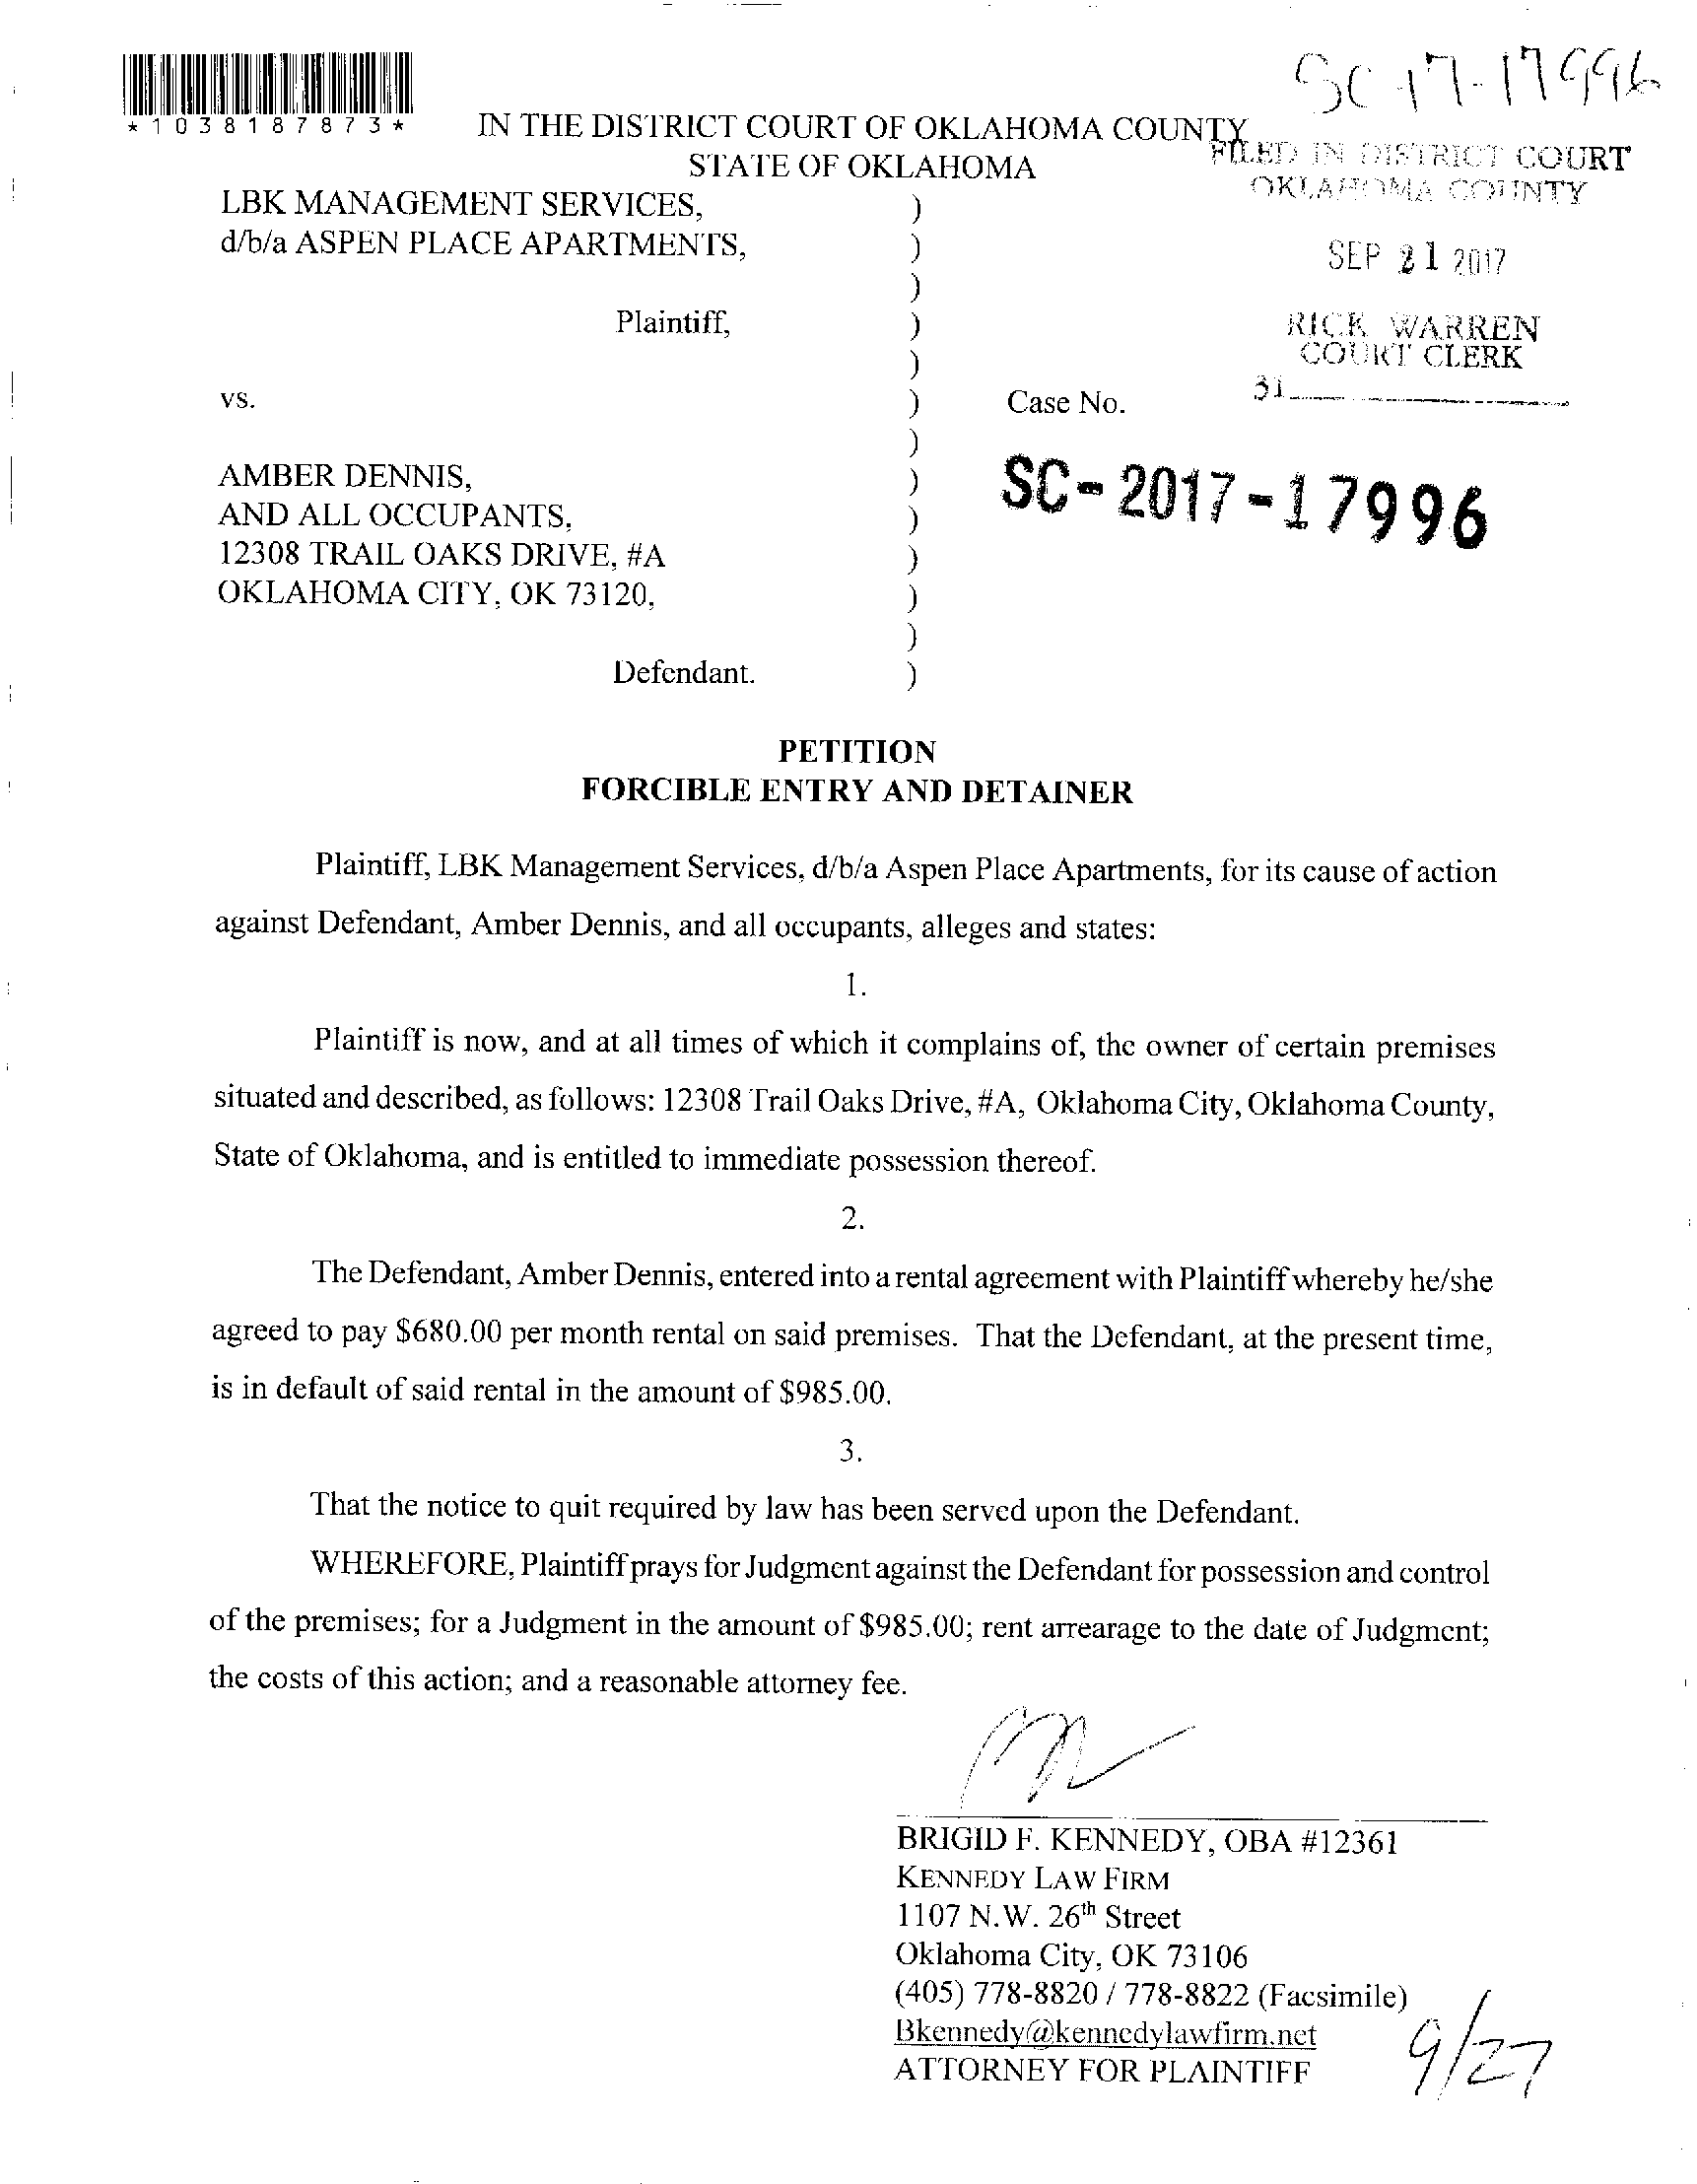 SC-17-17996
*1038187873*
IN THE DISTRICT COURT OF OKLAHOMA COUNTY
STATE OF OKLAHOMA
FILED IN DISTRICT COURT
OKLAHOMA COUNTY
SEP 21 2017
RICK WARREN
COURT CLERK
31
LBK MANAGEMENT SERVICES, )
d/b/a ASPEN PLACE APARTMENTS, )
)
Plaintiff, )
)
vs. ) Case No.
)
SC-2017-17996
AMBER DENNIS, )
AND ALL OCCUPANTS, )
12308 TRAIL OAKS DRIVE, #A )
OKLAHOMA CITY, OK 73120, )
)
Defendant. )
PETITION
FORCIBLE ENTRY AND DETAINER
Plaintiff, LBK Management Services, d/b/a Aspen Place Apartments, for its cause of action
against Defendant, Amber Dennis, and all occupants, alleges and states:
1.
Plaintiff is now, and at all times of which it complains of, the owner of certain premises
situated and described, as follows: 12308 Trail Oaks Drive, #A, Oklahoma City, Oklahoma County,
State of Oklahoma, and is entitled to immediate possession thereof.
2.
The Defendant, Amber Dennis, entered into a rental agreement with Plaintiff whereby he/she
agreed to pay $680.00 per month rental on said premises. That the Defendant, at the present time,
is in default of said rental in the amount of $985.00.
3.
That the notice to quit required by law has been served upon the Defendant.
WHEREFORE, Plaintiff prays for Judgment against the Defendant for possession and control
of the premises; for a Judgment in the amount of $985.00; rent arrearage to the date of Judgment;
the costs of this action; and a reasonable attorney fee.
BRIGID F. KENNEDY, OBA #12361
KENNEDY LAW FIRM
1107 N.W. 26th Street
Oklahoma City, OK 73106
(405) 778-8820 / 778-8822 (Facsimile)
Bkennedy@kennedylawfirm.net
ATTORNEY FOR PLAINTIFF
9/27